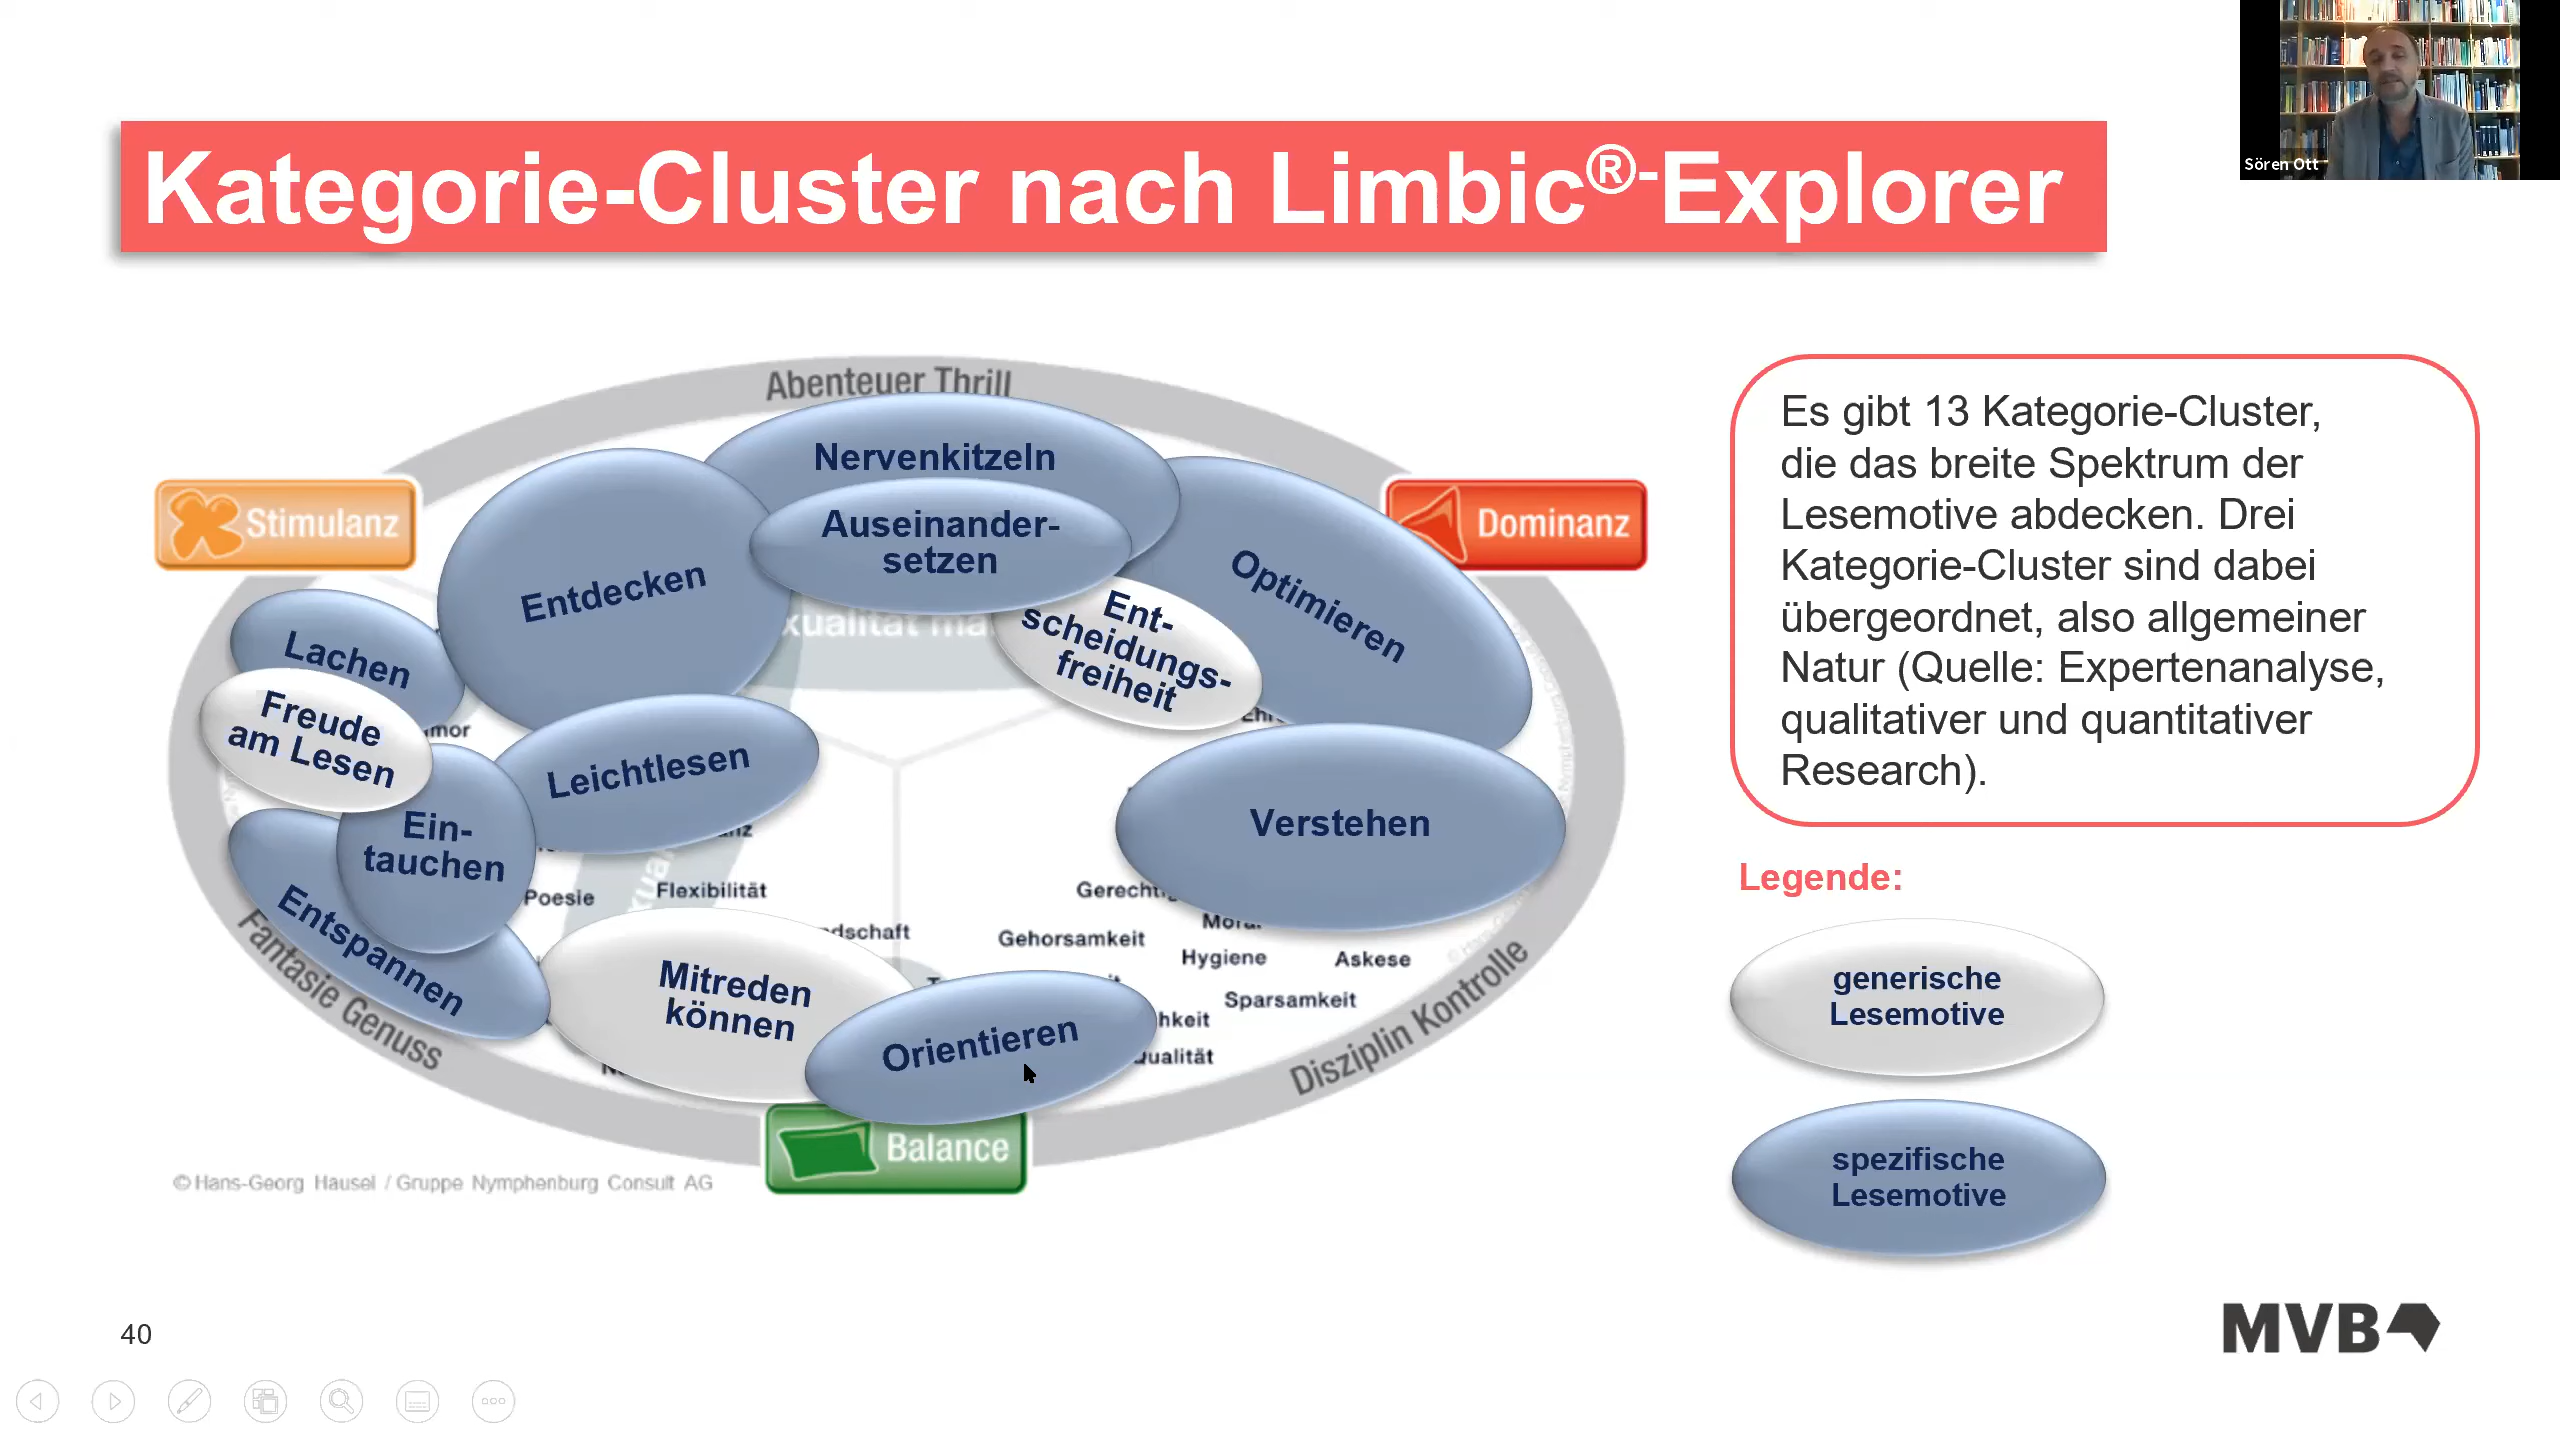 Sören Ott
Kategorie-Cluster nach Limbic®-Explorer
Abenteuer Thrill
Stimulanz
Dominanz
Nervenkitzeln
Auseinander-
setzen
Entdecken
Optimieren
Ent-
scheidungs-
freiheit
Lachen
Freude
am Lesen
Leichtlesen
Ein-
tauchen
Verstehen
Entspannen
Poesie
Flexibilität
Gehorsamkeit
Hygiene
Askese
Sparsamkeit
Mitreden
können
Orientieren
Fantasie Genuss
Disziplin Kontrolle
Balance
© Hans-Georg Häusel / Gruppe Nymphenburg Consult AG
Es gibt 13 Kategorie-Cluster,
die das breite Spektrum der
Lesemotive abdecken. Drei
Kategorie-Cluster sind dabei
übergeordnet, also allgemeiner
Natur (Quelle: Expertenanalyse,
qualitativer und quantitativer
Research).
Legende:
generische
Lesemotive
spezifische
Lesemotive
40
MVB